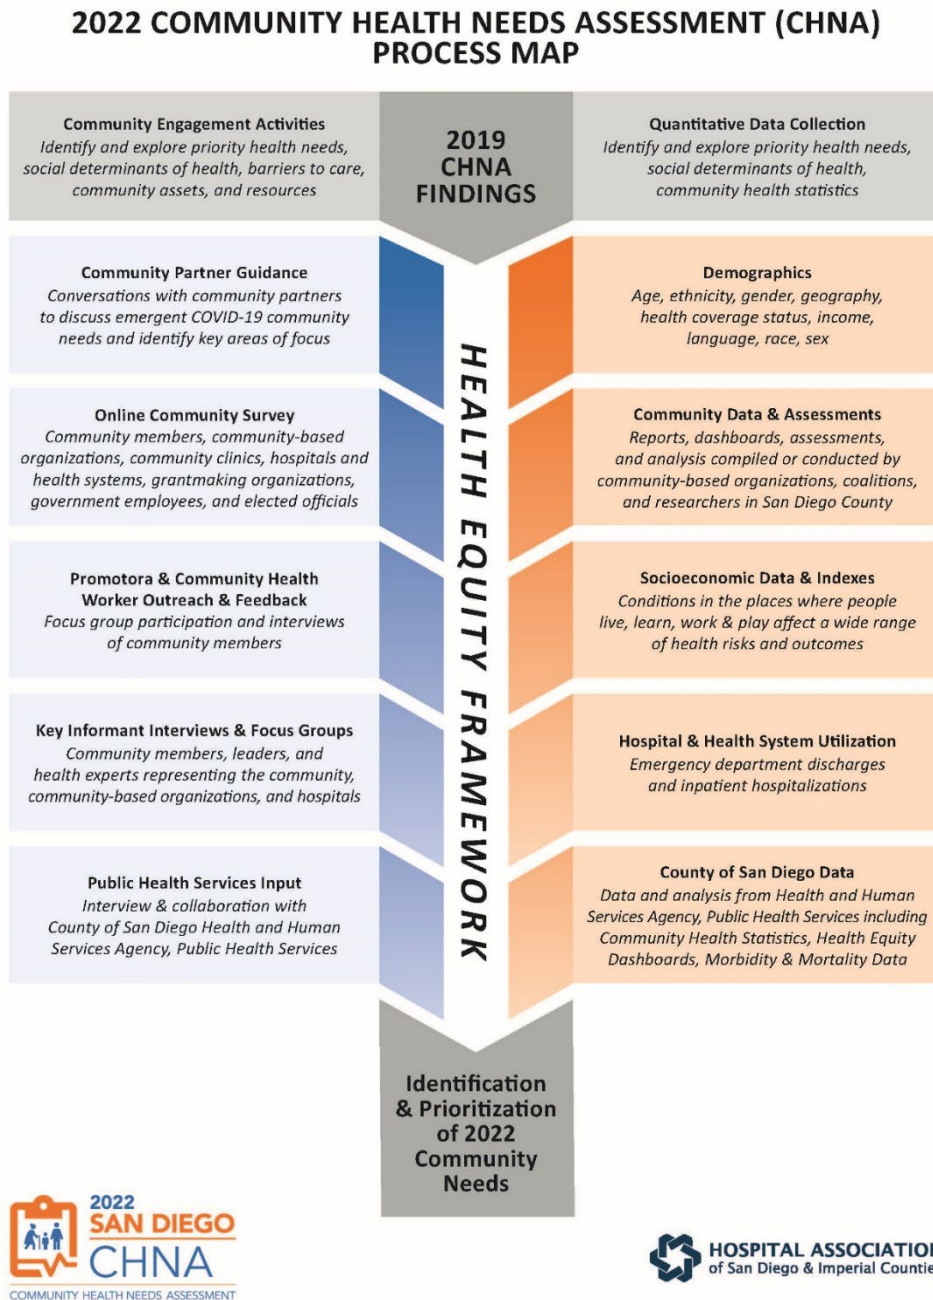 2022 COMMUNITY HEALTH NEEDS ASSESSMENT (CHNA)
PROCESS MAP
Community Engagement Activities
Identify and explore priority health needs,
social determinants of health, barriers to care,
community assets, and resources
2019
CHNA
FINDINGS
Quantitative Data Collection
Identify and explore priority health needs,
social determinants of health,
community health statistics
Community Partner Guidance
Conversations with community partners
to discuss emergent COVID-19 community
needs and identify key areas of focus
Demographics
Age, ethnicity, gender, geography,
health coverage status, income,
language, race, sex
HEALTH EQUITY FRAMEWORK
Online Community Survey
Community members, community-based
organizations, community clinics, hospitals and
health systems, grantmaking organizations,
government employees, and elected officials
Community Data & Assessments
Reports, dashboards, assessments,
and analysis compiled or conducted by
community-based organizations, coalitions,
and researchers in San Diego County
Promotora & Community Health
Worker Outreach & Feedback
Focus group participation and interviews
of community members
Socioeconomic Data & Indexes
Conditions in the places where people
live, learn, work & play affect a wide range
of health risks and outcomes
Key Informant Interviews & Focus Groups
Community members, leaders, and
health experts representing the community,
community-based organizations, and hospitals
Hospital & Health System Utilization
Emergency department discharges
and inpatient hospitalizations
Public Health Services Input
Interview & collaboration with
County of San Diego Health and Human
Services Agency, Public Health Services
County of San Diego Data
Data and analysis from Health and Human
Services Agency, Public Health Services including
Community Health Statistics, Health Equity
Dashboards, Morbidity & Mortality Data
Identification
& Prioritization
of 2022
Community
Needs
2022
SAN DIEGO
CHNA
COMMUNITY HEALTH NEEDS ASSESSMENT
HOSPITAL ASSOCIATION
of San Diego & Imperial Countie